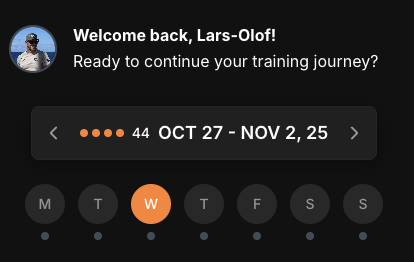 Welcome back, Lars-Olof!
Ready to continue your training journey?
44 OCT 27 - NOV 2, 25
M T W T F S S